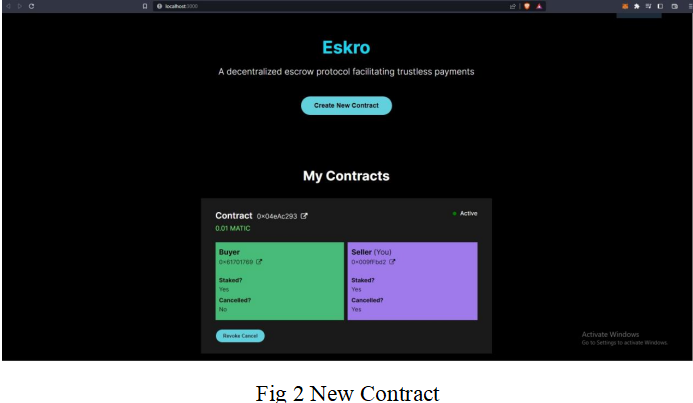 localhost:3000
Eskro
A decentralized escrow protocol facilitating trustless payments
Create New Contract
My Contracts
Contract 0x04eAc293
Active
0.01 MATIC
Buyer
0x61701769
Staked?
Yes
Cancelled?
No
Seller (You)
0x009fFbd2
Staked?
Yes
Cancelled?
Yes
Revoke Cancel
Activate Windows
Go to Settings to activate Windows.
Fig 2 New Contract